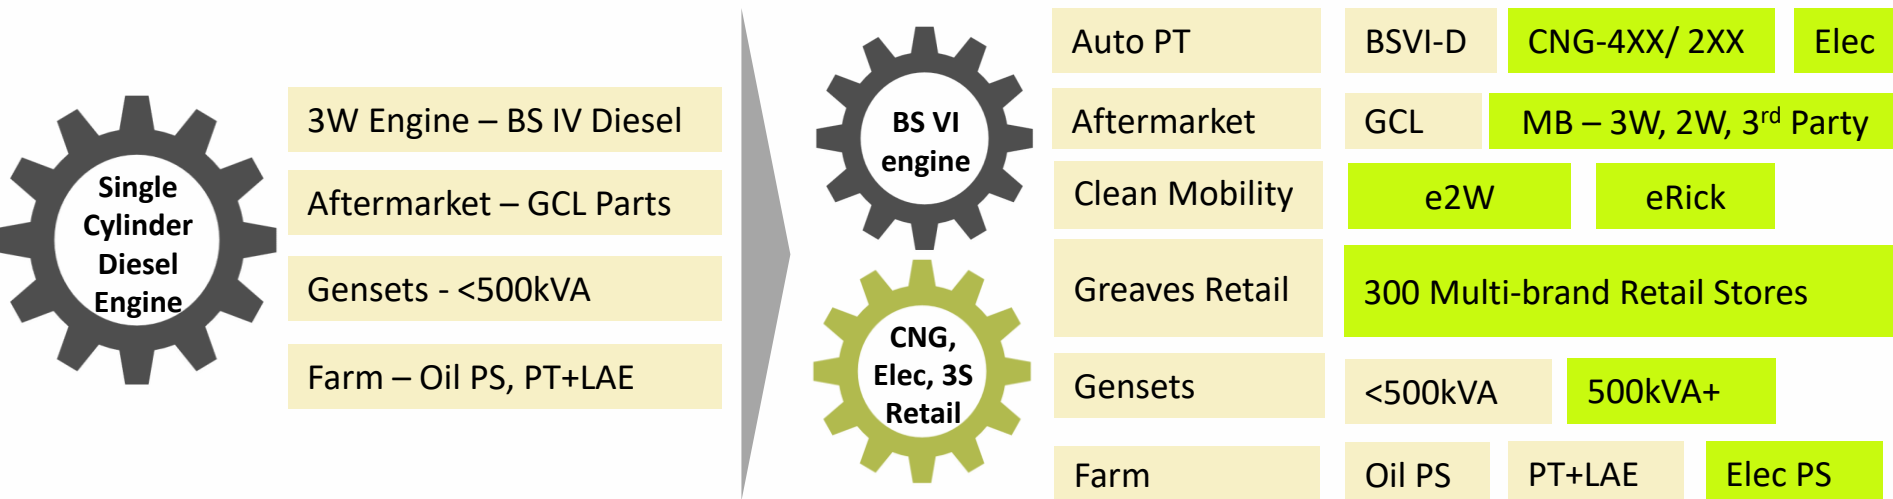 Single
Cylinder
Diesel
Engine
3W Engine – BS IV Diesel
Aftermarket – GCL Parts
Gensets - <500kVA
Farm – Oil PS, PT+LAE
BS VI
engine
CNG,
Elec, 3S
Retail
Auto PT BSVI-D CNG-4XX/ 2XX Elec
Aftermarket GCL MB – 3W, 2W, 3rd Party
Clean Mobility e2W eRick
Greaves Retail 300 Multi-brand Retail Stores
Gensets <500kVA 500kVA+
Farm Oil PS PT+LAE Elec PS